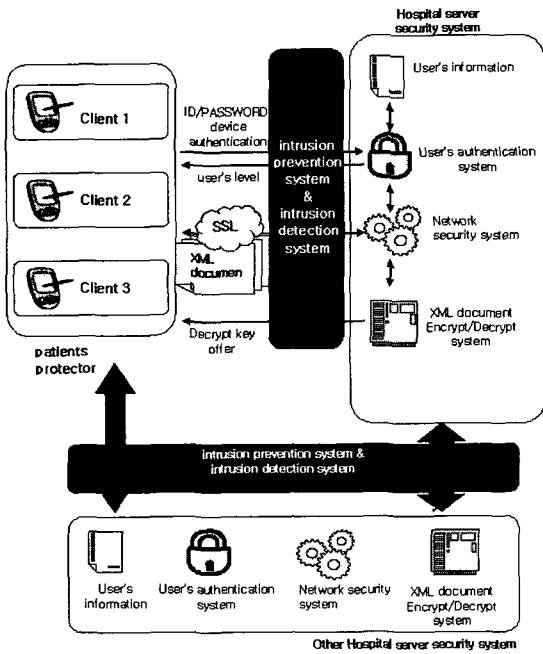 Hospital server
security system
User's information
Client 1
ID/PASSWORD
device
authentication
intrusion
prevention
system
&
intrusion
detection
system
User's authentication
system
user's level
Client 2
SSL
Network
security system
XML
documen
Client 3
XML document
Encrypt/Decrypt
system
Decrypt key
offer
patients
protector
intrusion prevention system &
intrusion detection system
User's
information
User's authentication
system
Network security
system
XML document
Encrypt/Decrypt
system
Other Hospital server security system